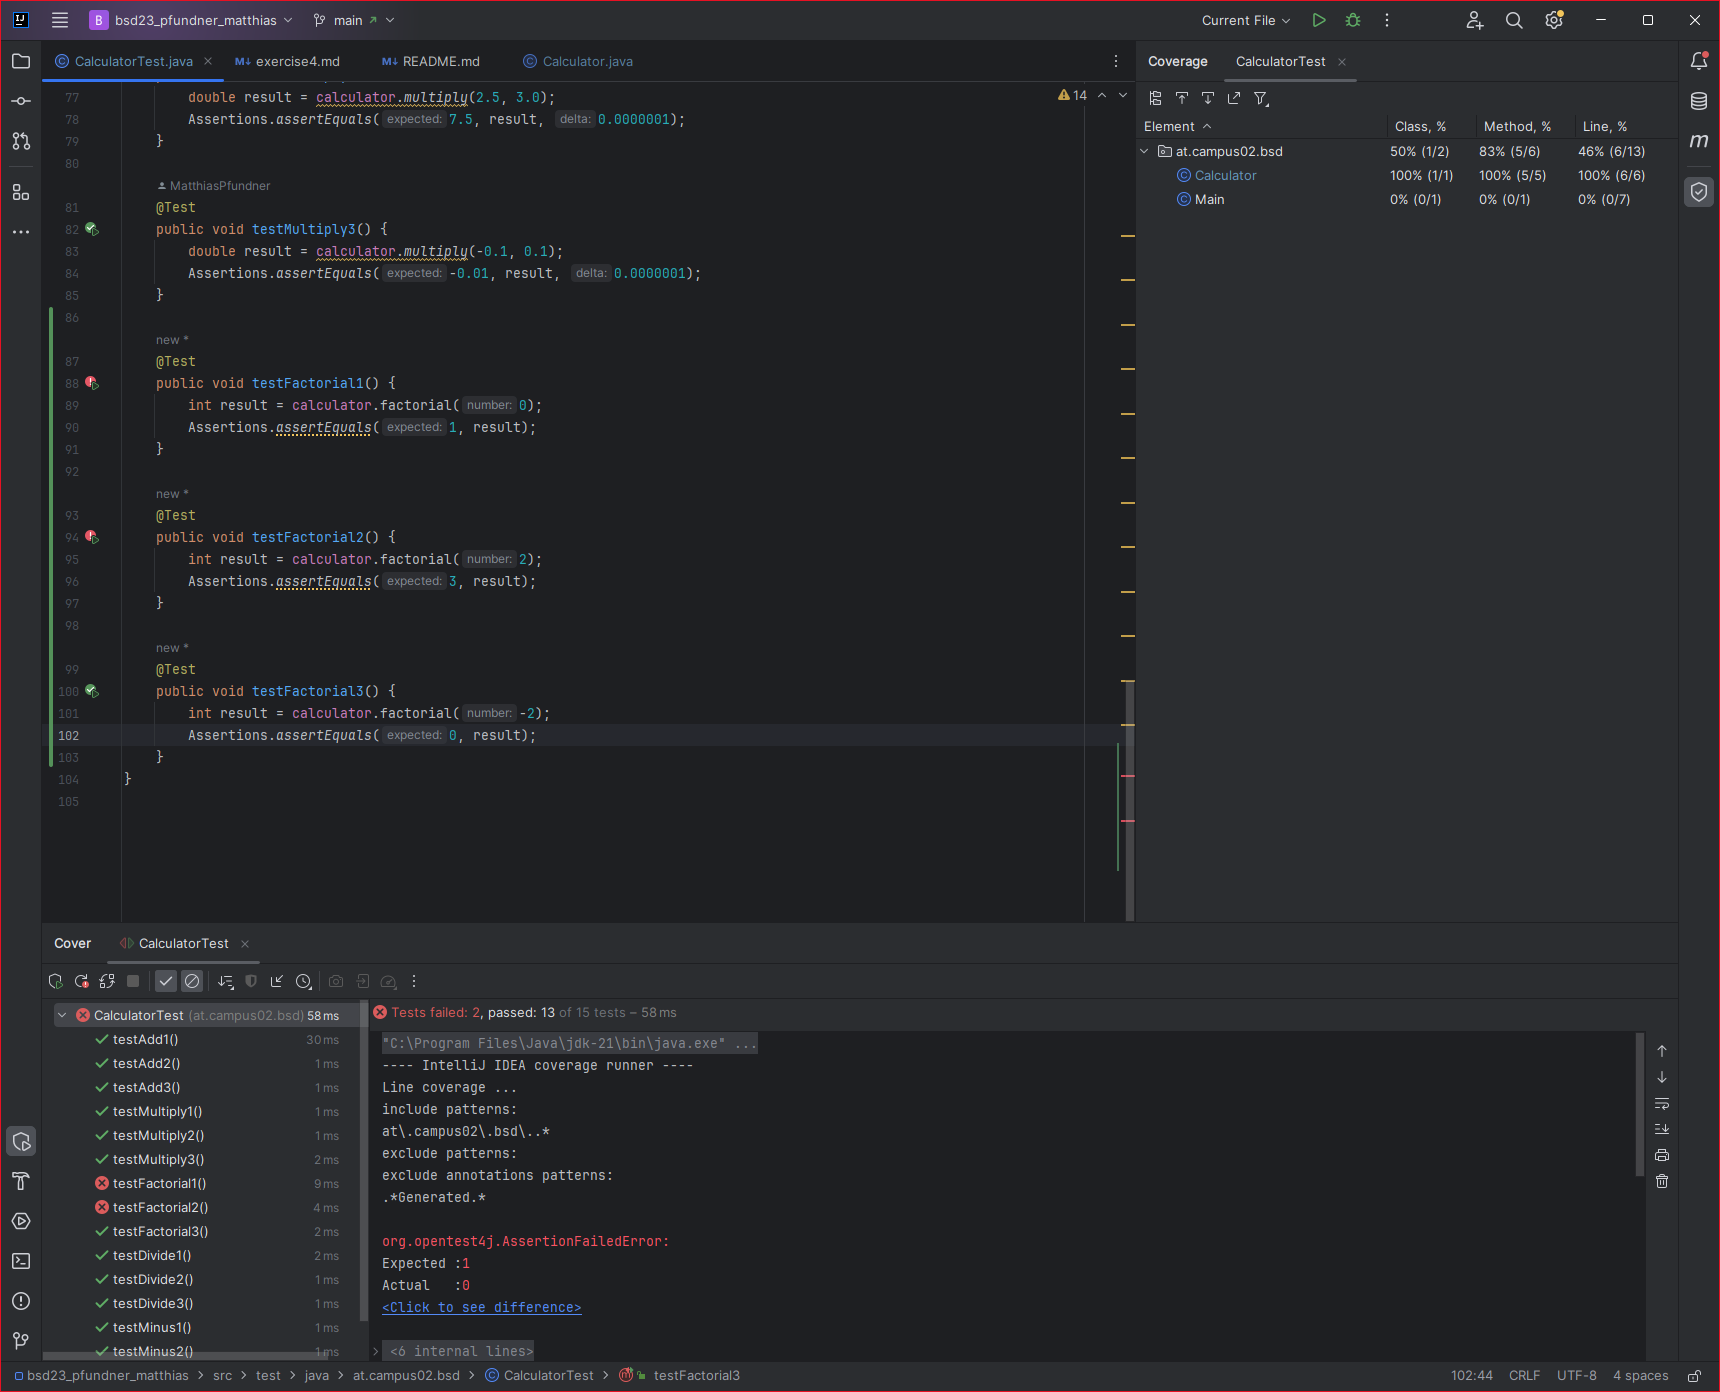 B bsd23_pfundner_matthias main Current File
CalculatorTest.java exercise4.md README.md Calculator.java
77 double result = calculator.multiply(2.5, 3.0); 14
78 Assertions.assertEquals( expected: 7.5, result, delta: 0.0000001);
79 }
80
MatthiasPfundner
81 @Test
82 public void testMultiply3() {
83 double result = calculator.multiply(-0.1, 0.1);
84 Assertions.assertEquals( expected: -0.01, result, delta: 0.0000001);
85 }
86
new *
87 @Test
88 public void testFactorial1() {
89 int result = calculator.factorial( number: 0);
90 Assertions.assertEquals( expected: 1, result);
91 }
92
new *
93 @Test
94 public void testFactorial2() {
95 int result = calculator.factorial( number: 2);
96 Assertions.assertEquals( expected: 3, result);
97 }
98
new *
99 @Test
100 public void testFactorial3() {
101 int result = calculator.factorial( number: -2);
102 Assertions.assertEquals( expected: 0, result);
103 }
104 }
105
Coverage CalculatorTest
Element Class, % Method, % Line, %
at.campus02.bsd 50% (1/2) 83% (5/6) 46% (6/13)
Calculator 100% (1/1) 100% (5/5) 100% (6/6)
Main 0% (0/1) 0% (0/1) 0% (0/7)
Cover CalculatorTest
CalculatorTest (at.campus02.bsd) 58 ms
testAdd1() 30 ms
testAdd2() 1 ms
testAdd3() 1 ms
testMultiply1() 1 ms
testMultiply2() 1 ms
testMultiply3() 2 ms
testFactorial1() 9 ms
testFactorial2() 4 ms
testFactorial3() 2 ms
testDivide1() 2 ms
testDivide2() 1 ms
testDivide3() 1 ms
testMinus1() 1 ms
testMinus2() 1 ms
Tests failed: 2, passed: 13 of 15 tests – 58 ms
"C:\Program Files\Java\jdk-21\bin\java.exe" ...
---- IntelliJ IDEA coverage runner ----
Line coverage ...
include patterns:
at\.campus02\.bsd\..*
exclude patterns:
exclude annotations patterns:
.*Generated.*
org.opentest4j.AssertionFailedError:
Expected :1
Actual :0
<Click to see difference>
<6 internal lines>
bsd23_pfundner_matthias > src > test > java > at.campus02.bsd > CalculatorTest > testFactorial3 102:44 CRLF UTF-8 4 spaces